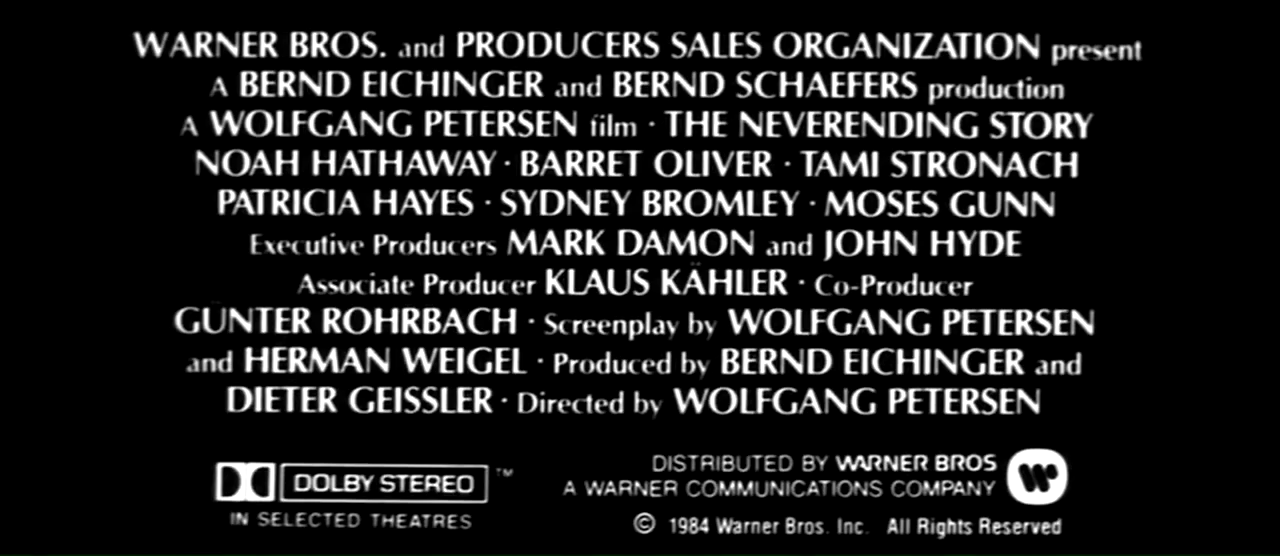 WARNER BROS. and PRODUCERS SALES ORGANIZATION present
A BERND EICHINGER and BERND SCHAEFERS production
A WOLFGANG PETERSEN film · THE NEVERENDING STORY
NOAH HATHAWAY · BARRET OLIVER · TAMI STRONACH
PATRICIA HAYES · SYDNEY BROMLEY · MOSES GUNN
Executive Producers MARK DAMON and JOHN HYDE
Associate Producer KLAUS KÄHLER · Co-Producer
GÜNTER ROHRBACH · Screenplay by WOLFGANG PETERSEN
and HERMAN WEIGEL · Produced by BERND EICHINGER and
DIETER GEISSLER · Directed by WOLFGANG PETERSEN
DOLBY STEREO ™
IN SELECTED THEATRES
DISTRIBUTED BY WARNER BROS
A WARNER COMMUNICATIONS COMPANY
© 1984 Warner Bros. Inc. All Rights Reserved